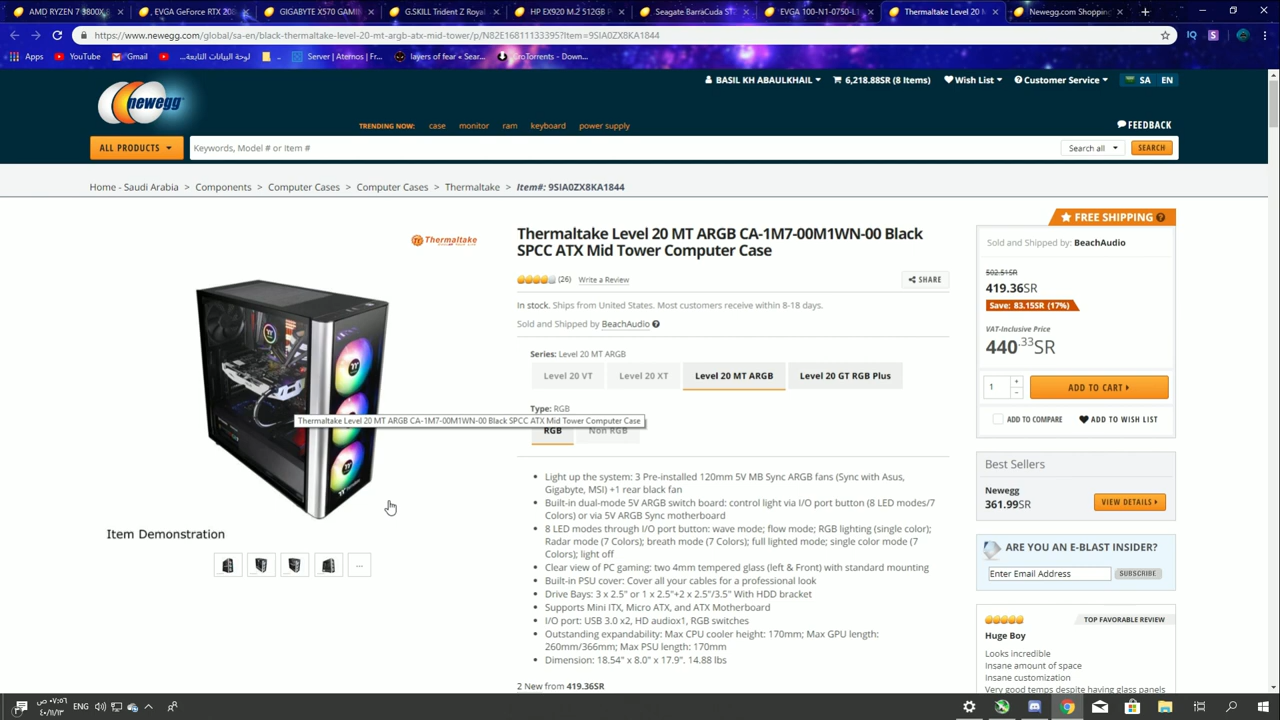 AMD RYZEN 7 3800X 8
EVGA GeForce RTX 208
GIGABYTE X570 GAMI
G.SKILL Trident Z Royal
HP EX920 M.2 512GB P
Seagate BarraCuda ST
EVGA 100-N1-0750-L1
Thermaltake Level 20 M
Newegg.com Shopping
https://www.newegg.com/global/sa-en/black-thermaltake-level-20-mt-argb-atx-mid-tower/p/N82E16811133395?Item=9SIA0ZX8KA1844
Apps YouTube Gmail لوحة البيانات التابعة... Server | Aternos | Fr... layers of fear « Sear... CroTorrents - Down...
newegg
BASIL KH ABAULKHAIL 6,218.88SR (8 Items) Wish List Customer Service SA EN
TRENDING NOW: case monitor ram keyboard power supply
FEEDBACK
ALL PRODUCTS Keywords, Model # or Item # Search all SEARCH
Home - Saudi Arabia > Components > Computer Cases > Computer Cases > Thermaltake > Item#: 9SIA0ZX8KA1844
FREE SHIPPING ?
Thermaltake
Thermaltake Level 20 MT ARGB CA-1M7-00M1WN-00 Black
SPCC ATX Mid Tower Computer Case
(26) Write a Review
SHARE
In stock. Ships from United States. Most customers receive within 8-18 days.
Sold and Shipped by BeachAudio ?
Series: Level 20 MT ARGB
Level 20 VT Level 20 XT Level 20 MT ARGB Level 20 GT RGB Plus
Type: RGB
Thermaltake Level 20 MT ARGB CA-1M7-00M1WN-00 Black SPCC ATX Mid Tower Computer Case
RGB Non RGB
Light up the system: 3 Pre-installed 120mm 5V MB Sync ARGB fans (Sync with Asus,
Gigabyte, MSI) +1 rear black fan
Built-in dual-mode 5V ARGB switch board: control light via I/O port button (8 LED modes/7
Colors) or via 5V ARGB Sync motherboard
8 LED modes through I/O port button: wave mode; flow mode; RGB lighting (single color);
Radar mode (7 Colors); breath mode (7 Colors); full lighted mode; single color mode (7
Colors); light off
Clear view of PC gaming: two 4mm tempered glass (left & Front) with standard mounting
Built-in PSU cover: Cover all your cables for a professional look
Drive Bays: 3 x 2.5" or 1 x 2.5"+2 x 2.5"/3.5" With HDD bracket
Supports Mini ITX, Micro ATX, and ATX Motherboard
I/O port: USB 3.0 x2, HD audiox1, RGB switches
Outstanding expandability: Max CPU cooler height: 170mm; Max GPU length:
260mm/366mm; Max PSU length: 170mm
Dimension: 18.54" x 8.0" x 17.9". 14.88 lbs
2 New from 419.36SR
Item Demonstration
...
Sold and Shipped by: BeachAudio
502.51SR
419.36SR
Save: 83.15SR (17%)
VAT-Inclusive Price
440.33SR
1 + - ADD TO CART
ADD TO COMPARE ADD TO WISH LIST
Best Sellers
Newegg
361.99SR
VIEW DETAILS
ARE YOU AN E-BLAST INSIDER?
Enter Email Address SUBSCRIBE
TOP FAVORABLE REVIEW
Huge Boy
Looks incredible
Insane amount of space
Insane customization
Very good temps despite having glass panels
ENG